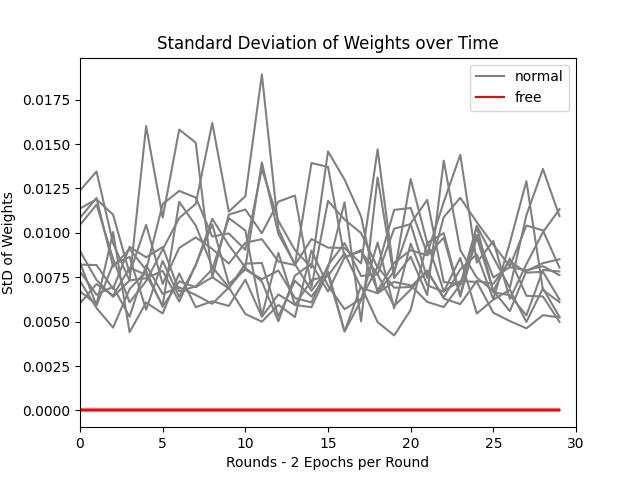 Standard Deviation of Weights over Time
normal
free
0.0175
0.0150
0.0125
0.0100
0.0075
0.0050
0.0025
0.0000
StD of Weights
0 5 10 15 20 25 30
Rounds - 2 Epochs per Round